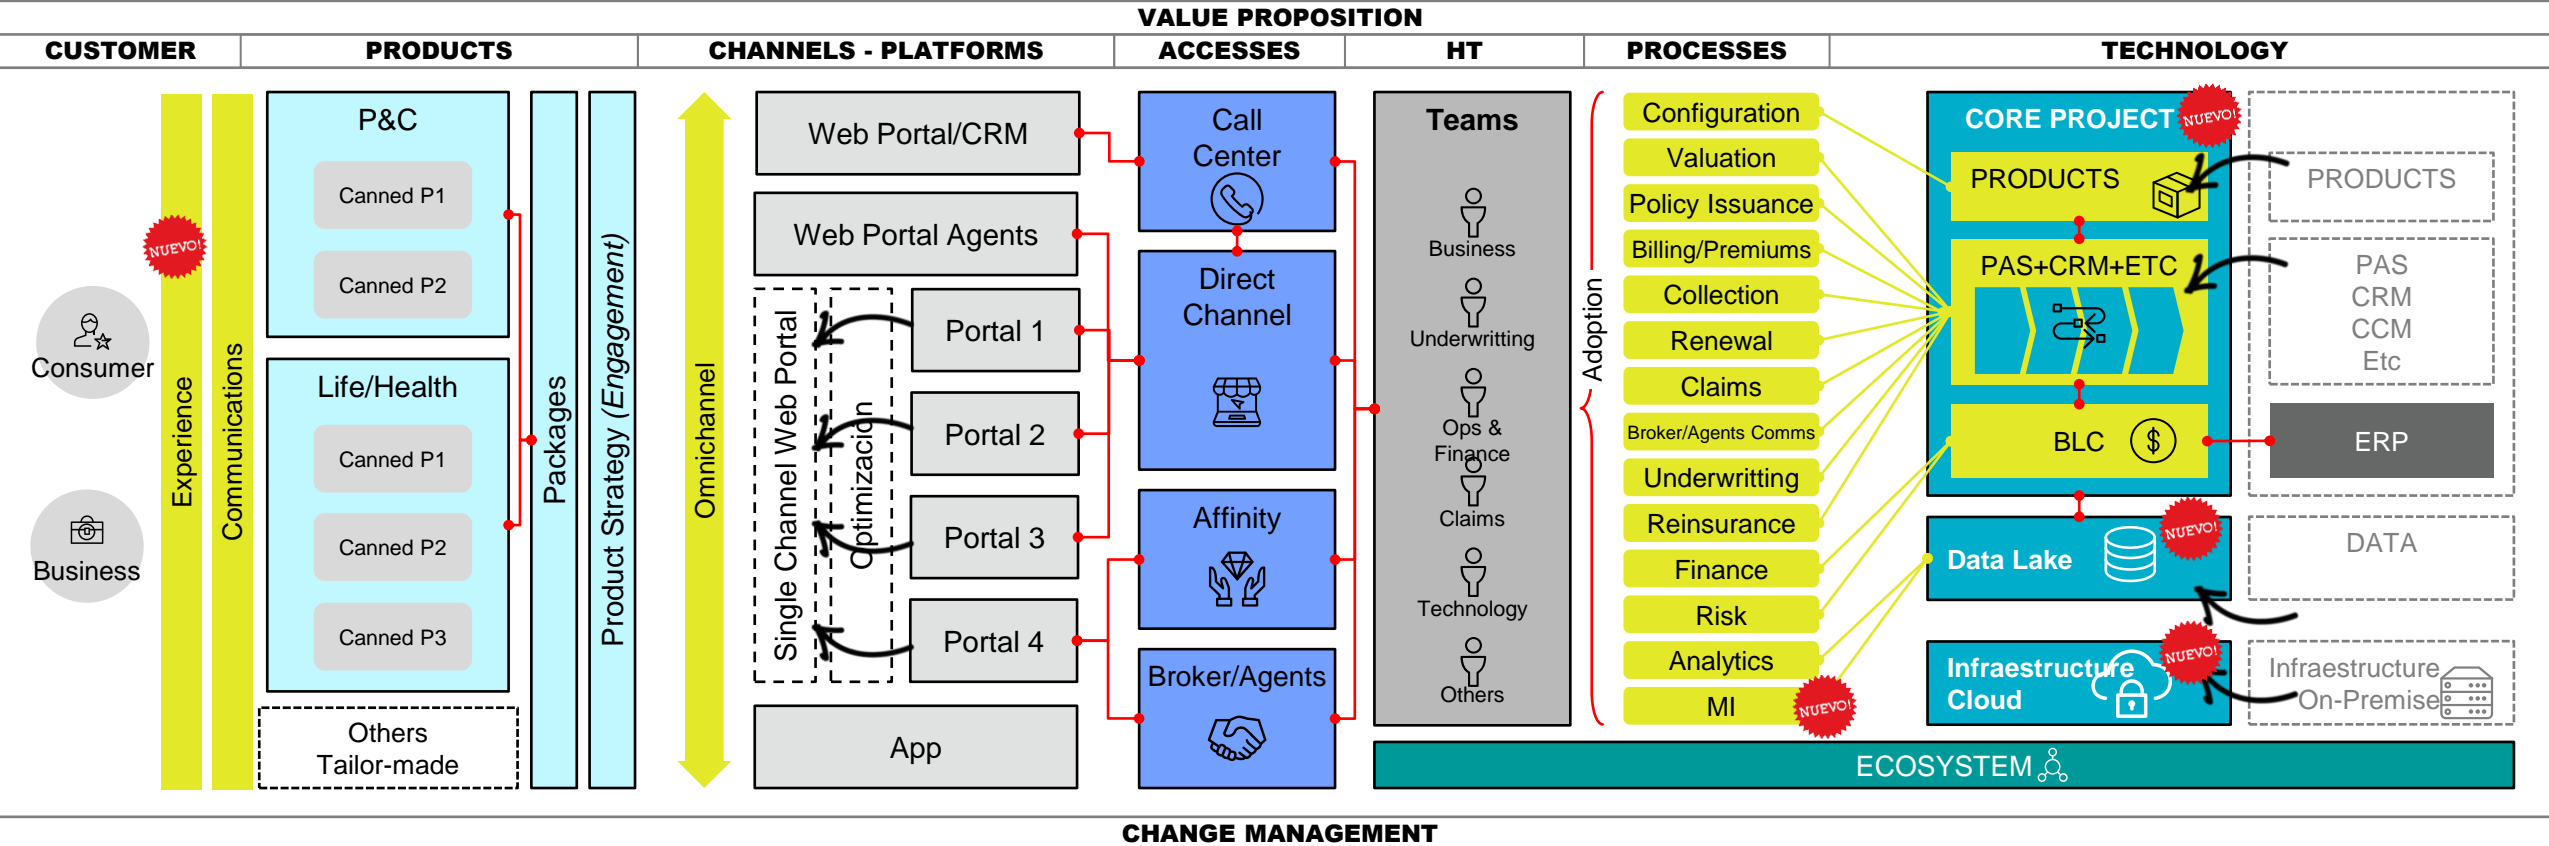 VALUE PROPOSITION
CUSTOMER
PRODUCTS
CHANNELS - PLATFORMS
ACCESSES
HT
PROCESSES
TECHNOLOGY
Consumer
Business
NUEVO!
Experience
Communications
P&C
Canned P1
Canned P2
Life/Health
Canned P1
Canned P2
Canned P3
Others
Tailor-made
Packages
Product Strategy (Engagement)
Omnichannel
Web Portal/CRM
Web Portal Agents
Single Channel Web Portal
Optimización
Portal 1
Portal 2
Portal 3
Portal 4
App
Call
Center
Direct
Channel
Affinity
Broker/Agents
Teams
Business
Underwritting
Ops &
Finance
Claims
Technology
Others
Adoption
Configuration
Valuation
Policy Issuance
Billing/Premiums
Collection
Renewal
Claims
Broker/Agents Comms
Underwritting
Reinsurance
Finance
Risk
Analytics
MI
NUEVO!
CORE PROJECT
NUEVO!
PRODUCTS
PAS+CRM+ETC
BLC
$
Data Lake
NUEVO!
Infraestructure
Cloud
NUEVO!
PRODUCTS
PAS
CRM
CCM
Etc
ERP
DATA
Infraestructure
On-Premise
ECOSYSTEM
CHANGE MANAGEMENT